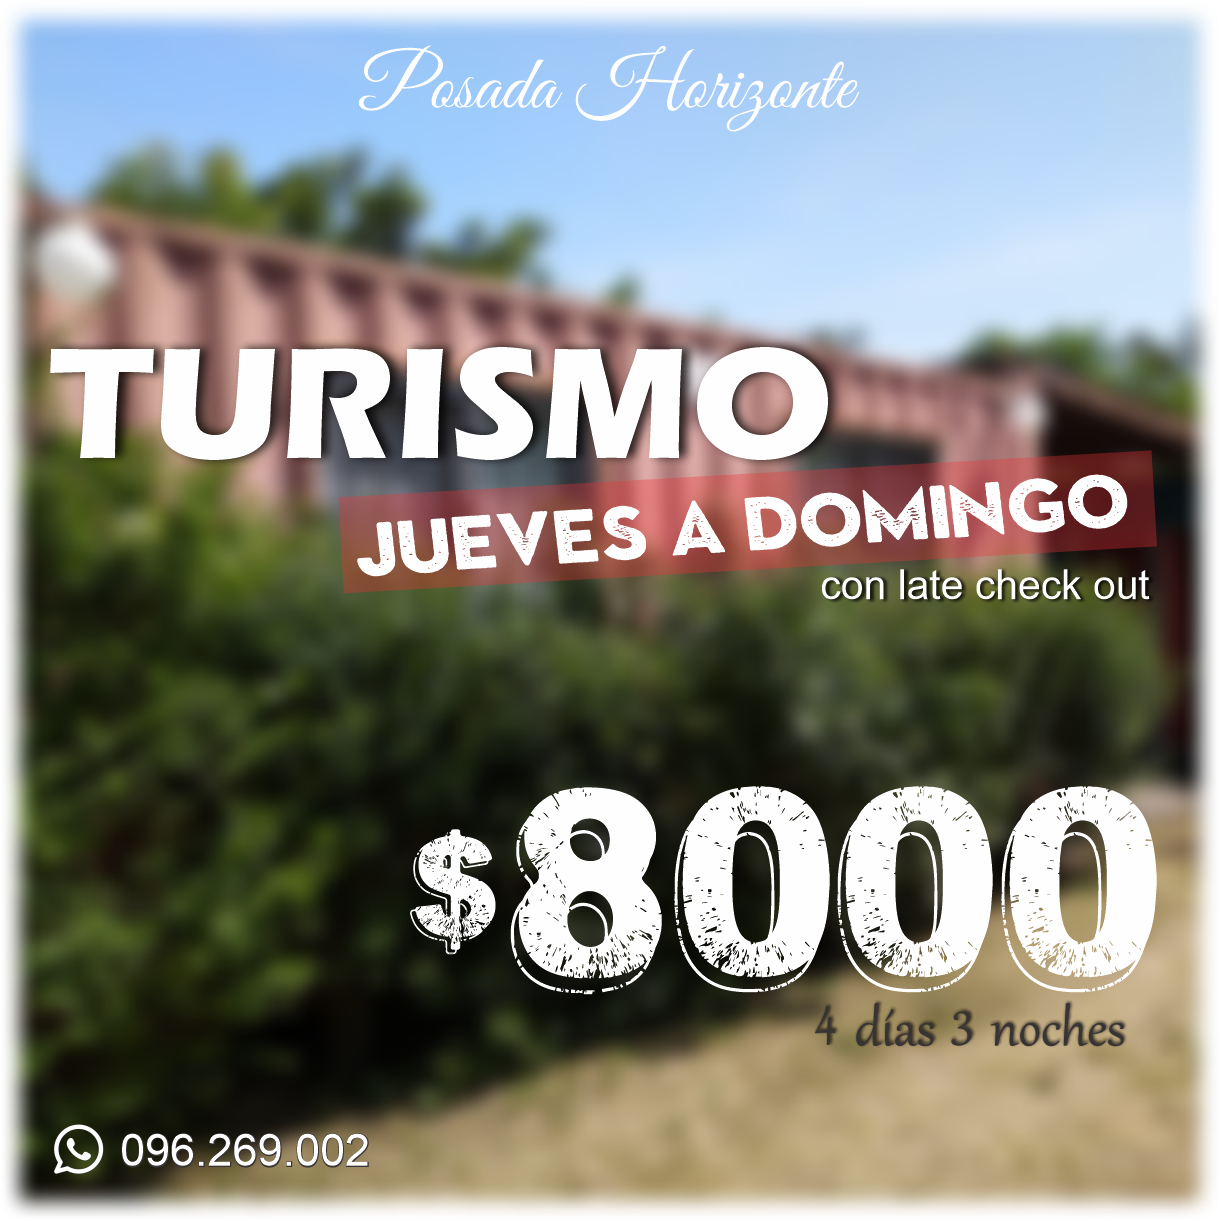 Posada Horizonte
TURISMO
JUEVES A DOMINGO
con late check out
$8000
4 días 3 noches
096.269.002